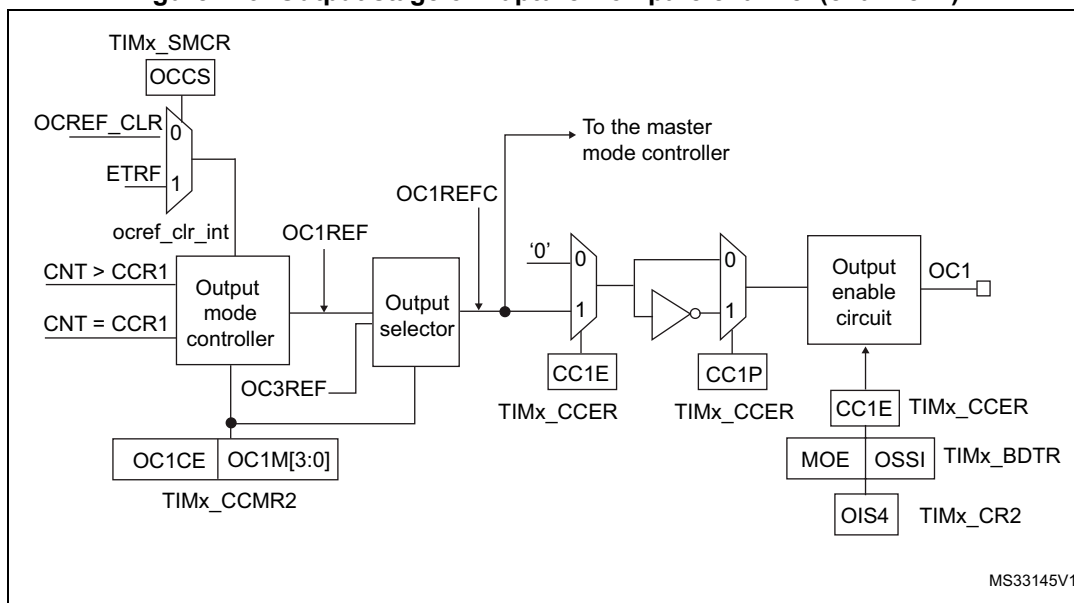 TIMx_SMCR
OCCS
OCREF_CLR
0
ETRF
1
ocref_clr_int
To the master
mode controller
OC1REFC
OC1REF
CNT > CCR1
CNT = CCR1
Output
mode
controller
Output
selector
OC3REF
‘0’
0
1
0
1
Output
enable
circuit
OC1
CC1E
TIMx_CCER
CC1P
TIMx_CCER
CC1E
TIMx_CCER
MOE
OSSI
TIMx_BDTR
OIS4
TIMx_CR2
OC1CE
OC1M[3:0]
TIMx_CCMR2
MS33145V1